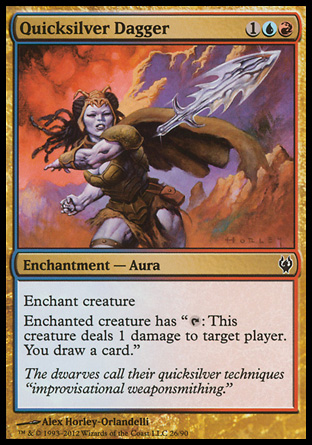 Quicksilver Dagger 1
HORLEY
Enchantment — Aura
Enchant creature
Enchanted creature has “: This
creature deals 1 damage to target player.
You draw a card.”
The dwarves call their quicksilver techniques
“improvisational weaponsmithing.”
Alex Horley-Orlandelli
™ & © 1993–2012 Wizards of the Coast LLC 26/90